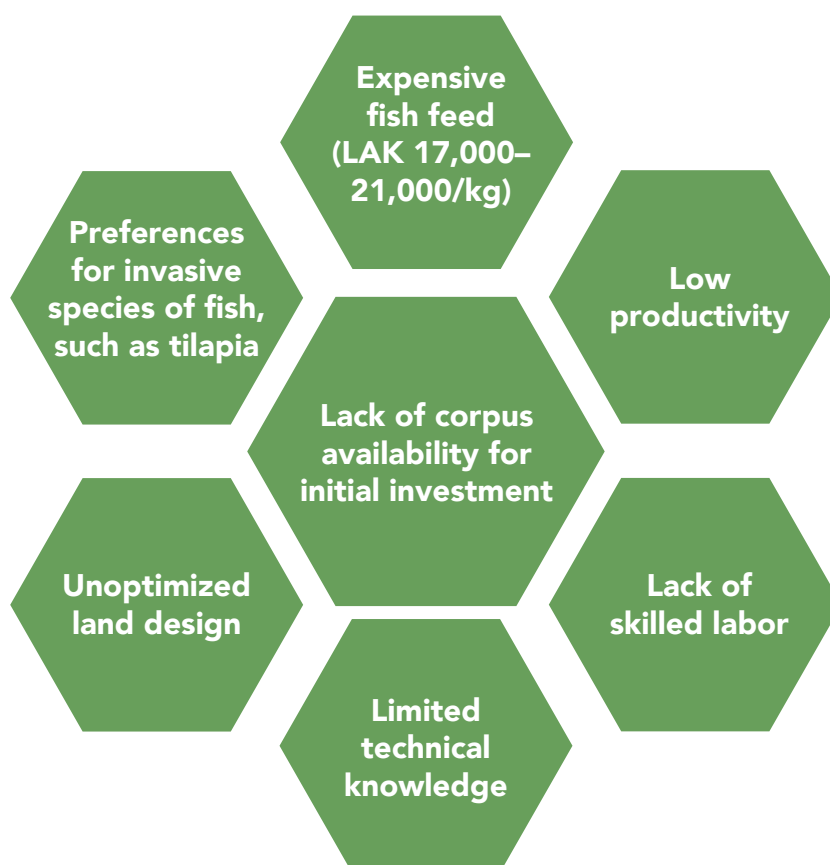 Expensive
fish feed
(LAK 17,000–
21,000/kg)
Preferences
for invasive
species of fish,
such as tilapia
Low
productivity
Lack of corpus
availability for
initial investment
Unoptimized
land design
Lack of
skilled labor
Limited
technical
knowledge